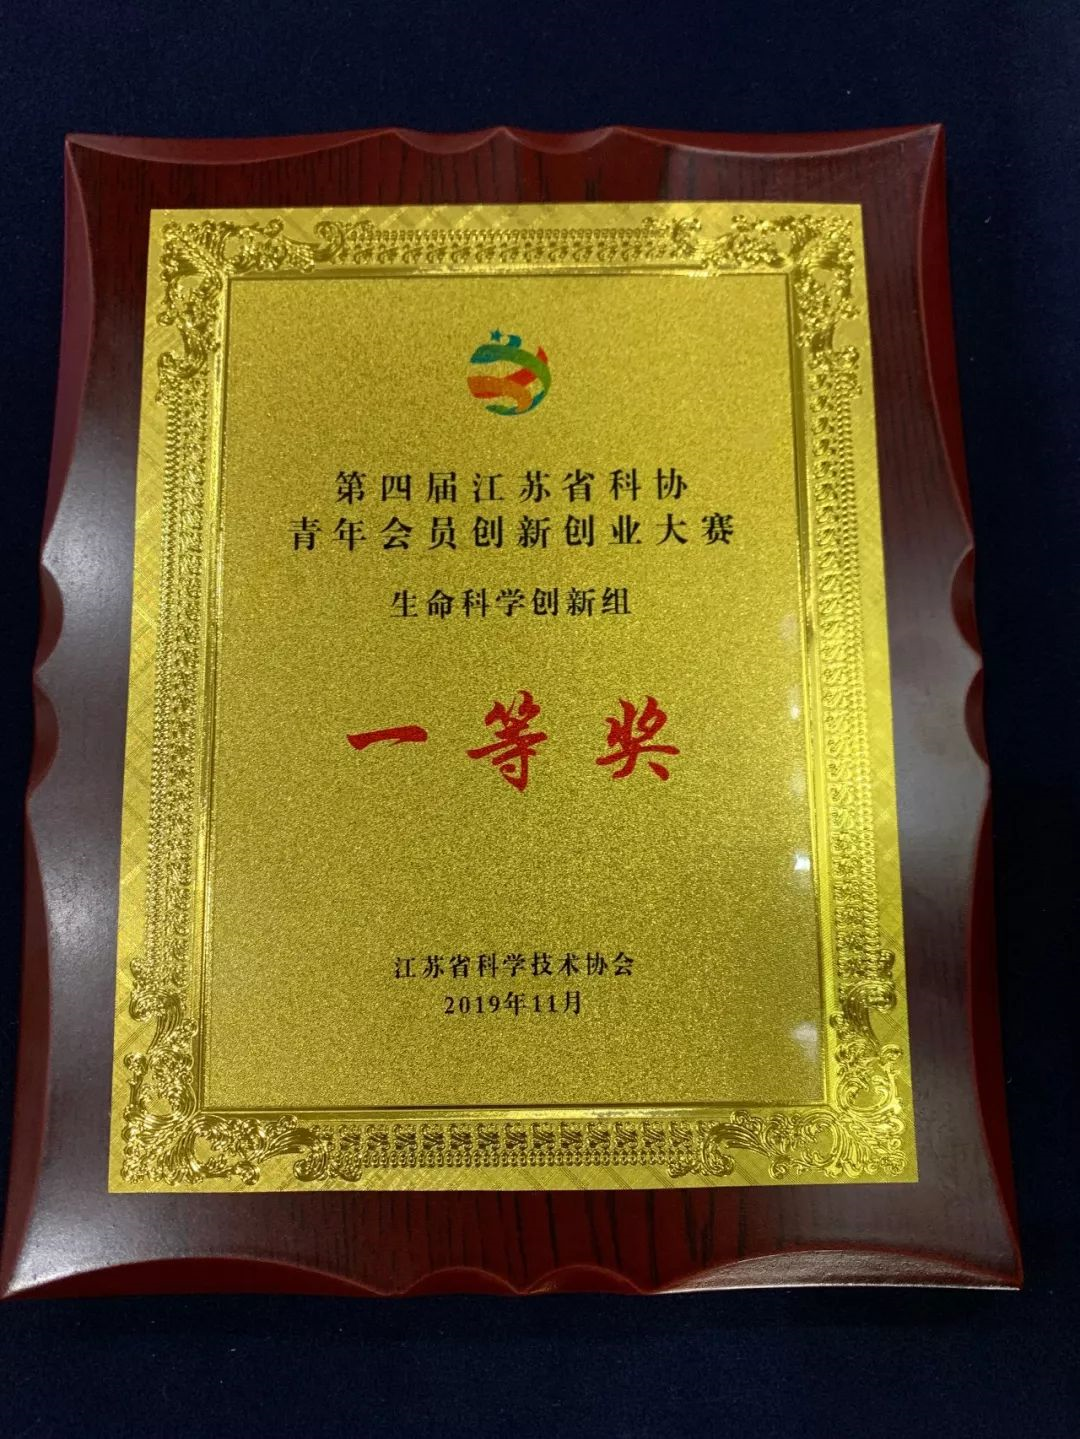 第四届江苏省科协
青年会员创新创业大赛
生命科学创新组
一等奖
江苏省科学技术协会
2019年11月